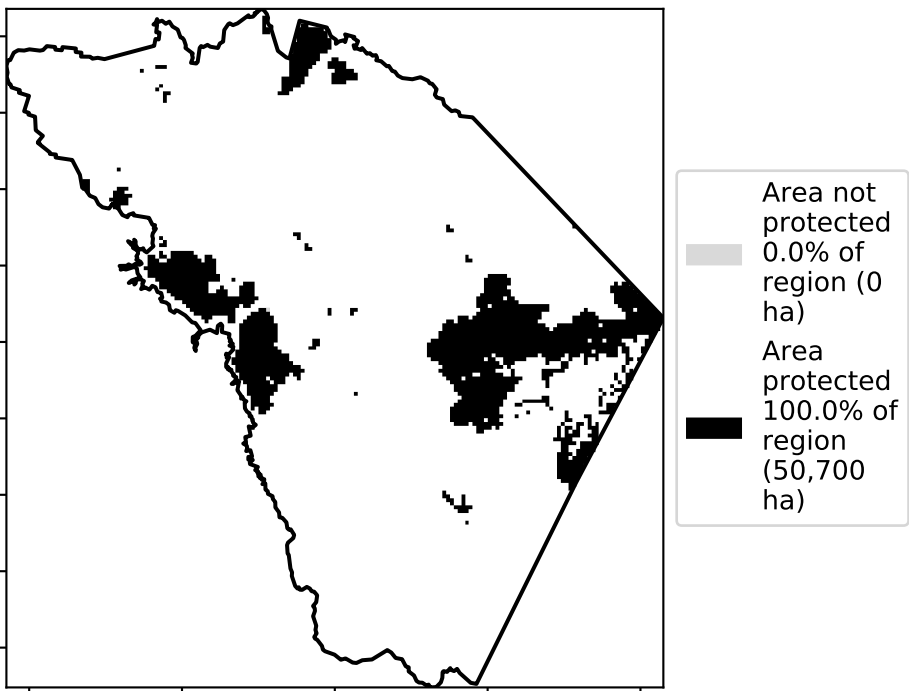 Area not
protected
0.0% of
region (0
ha)
Area
protected
100.0% of
region
(50,700
ha)